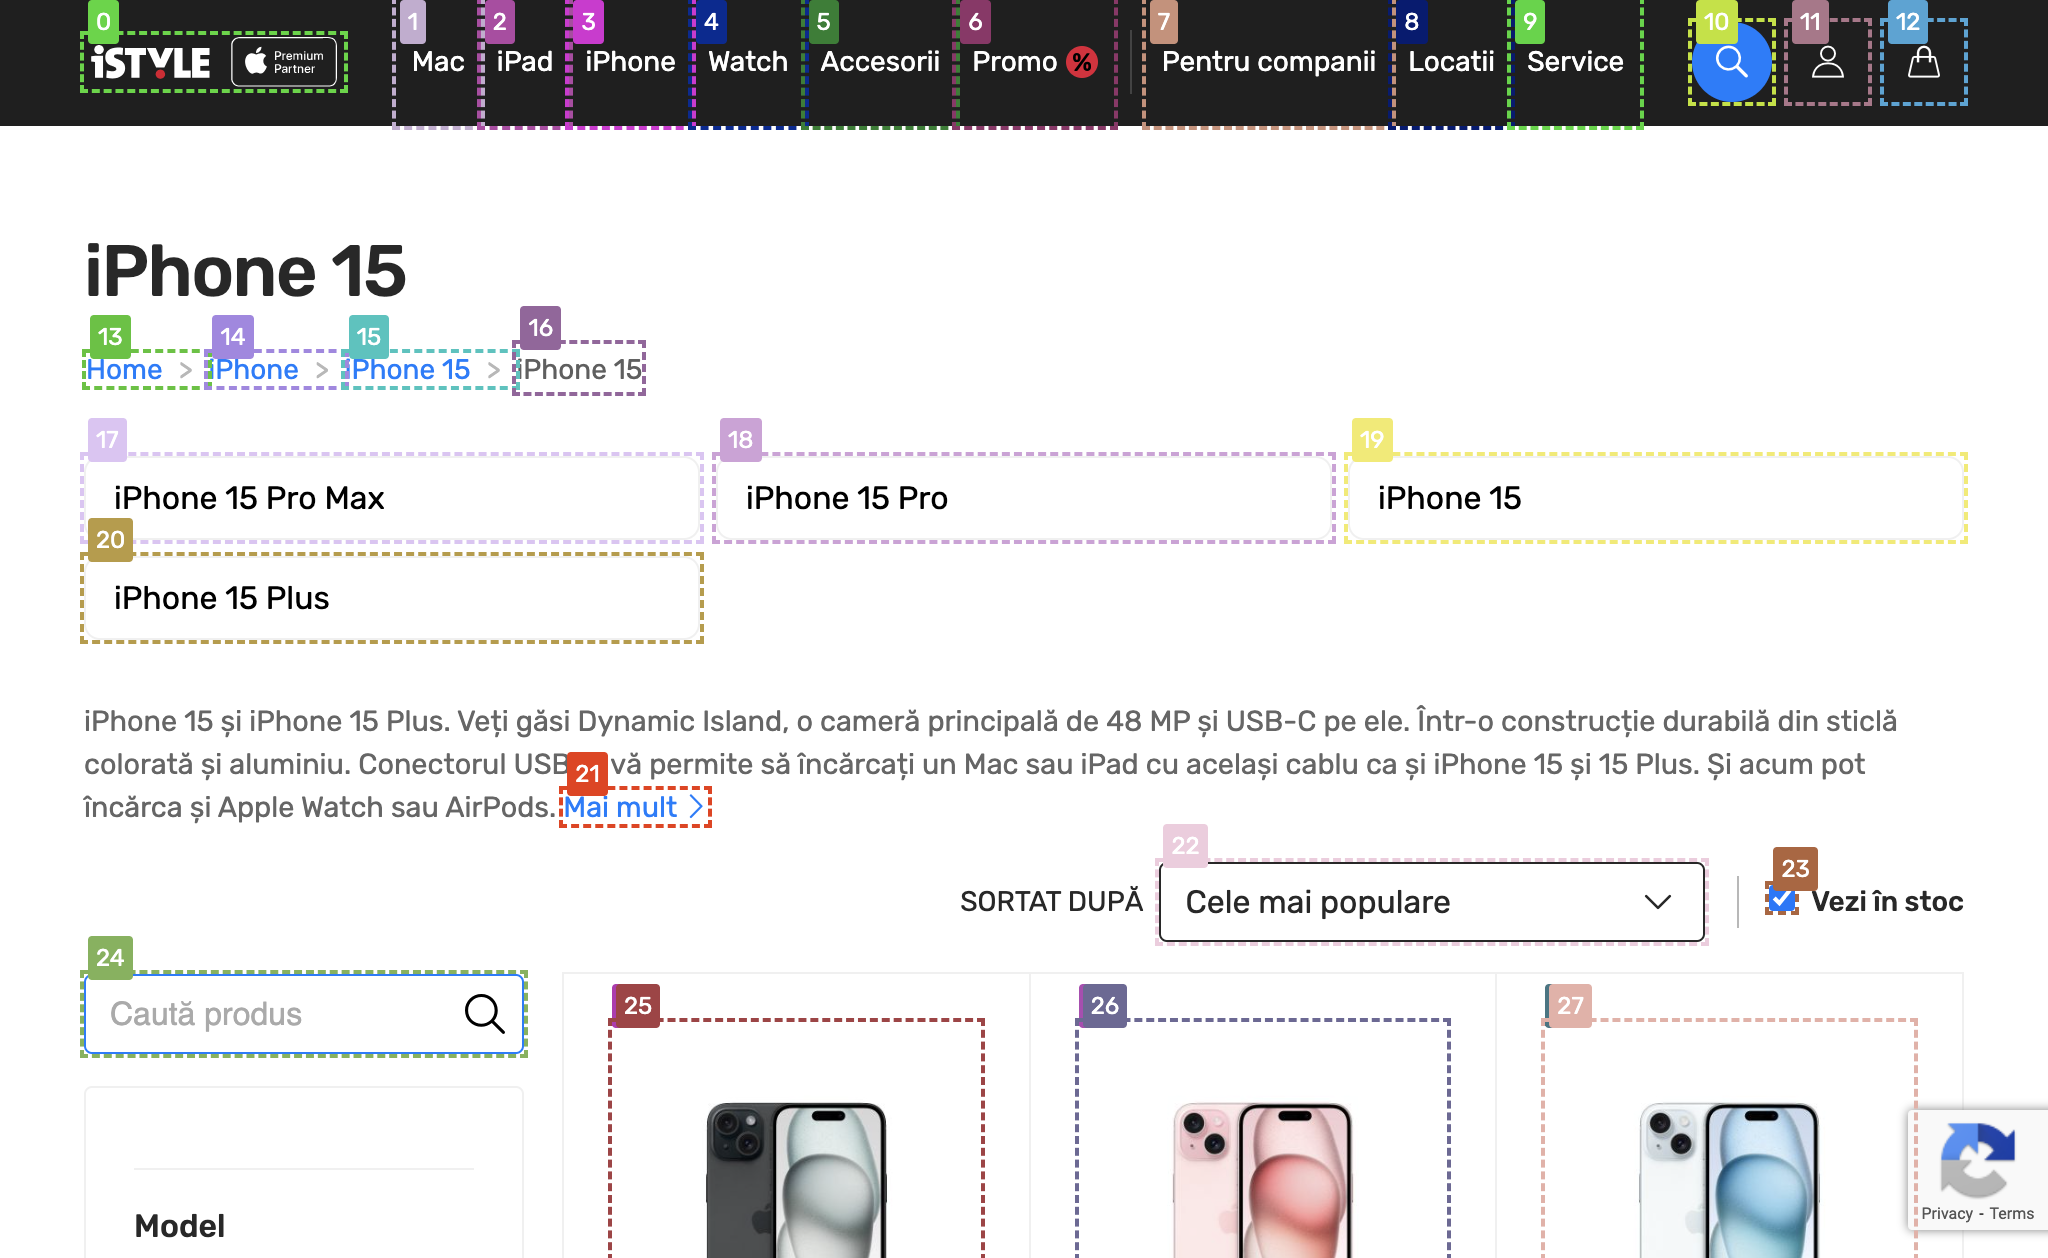 0 1 2 3 4 5 6 7 8 9 10 11 12
iSTYLE Premium Partner Mac iPad iPhone Watch Accesorii Promo % Pentru companii Locatii Service
iPhone 15
13 14 15 16
Home > iPhone > iPhone 15 > iPhone 15
17 18 19
iPhone 15 Pro Max iPhone 15 Pro iPhone 15
20
iPhone 15 Plus
iPhone 15 și iPhone 15 Plus. Veți găsi Dynamic Island, o cameră principală de 48 MP și USB-C pe ele. Într-o construcție durabilă din sticlă
colorată și aluminiu. Conectorul USB 21 vă permite să încărcați un Mac sau iPad cu același cablu ca și iPhone 15 și 15 Plus. Și acum pot
încărca și Apple Watch sau AirPods. Mai mult >
22 23
SORTAT DUPĂ Cele mai populare Vezi în stoc
24
Caută produs
25 26 27
Model
Privacy - Terms